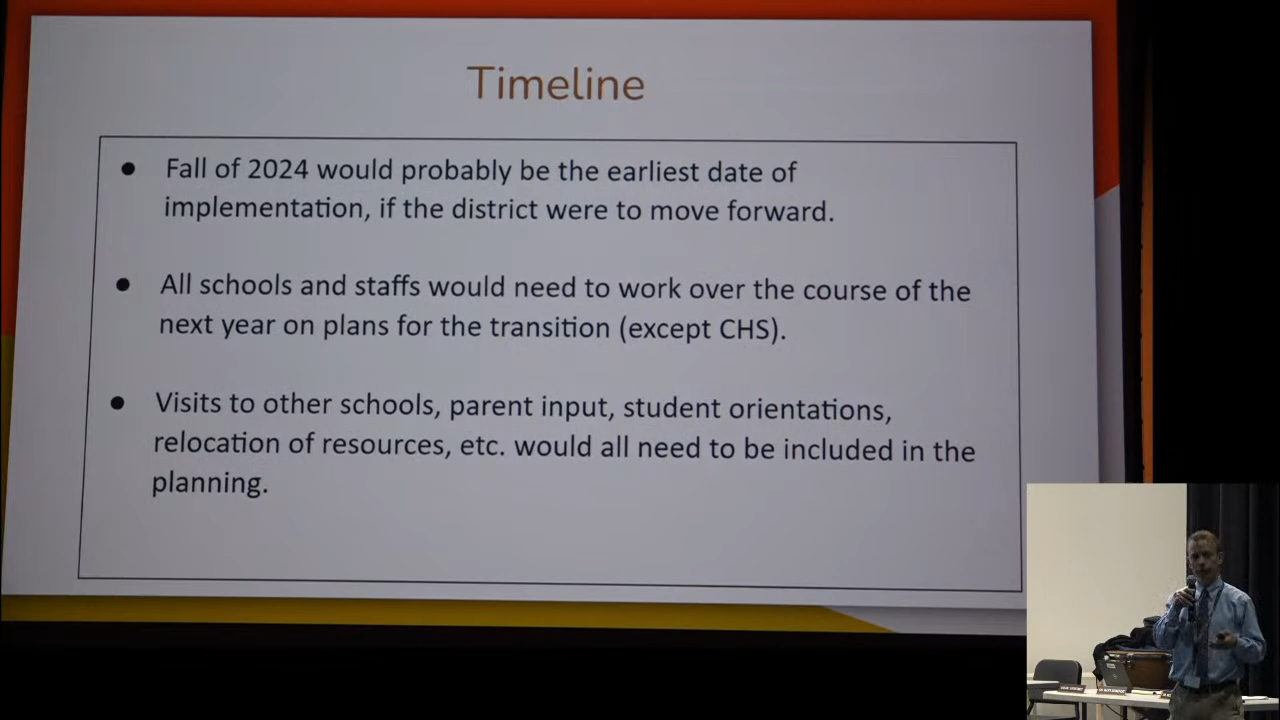 Timeline
● Fall of 2024 would probably be the earliest date of
implementation, if the district were to move forward.
● All schools and staffs would need to work over the course of the
next year on plans for the transition (except CHS).
● Visits to other schools, parent input, student orientations,
relocation of resources, etc. would all need to be included in the
planning.